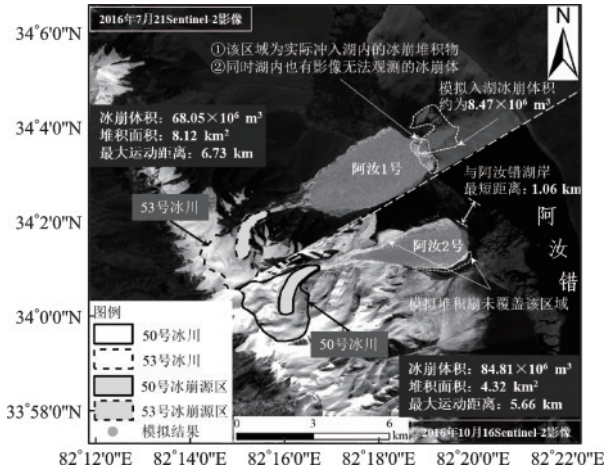 2016年7月21Sentinel-2影像
N
34°6'0"N
34°4'0"N
34°2'0"N
34°0'0"N
33°58'0"N
①该区域为实际冲入湖内的冰崩堆积物
②同时湖内也有影像无法观测的冰崩体
模拟入湖冰崩体积
约为8.47×10⁶ m³
冰崩体积：68.05×10⁶ m³
堆积面积：8.12 km²
最大运动距离：6.73 km
阿汝1号
与阿汝错湖岸
最短距离：1.06 km
53号冰川
阿汝2号
阿
汝
错
模拟堆积崩未覆盖该区域
图例
50号冰川
53号冰川
50号冰崩源区
53号冰崩源区
模拟结果
50号冰川
冰崩体积：84.81×10⁶ m³
堆积面积：4.32 km²
最大运动距离：5.66 km
0 3 6
km
2016年10月16Sentinel-2影像
82°12'0"E 82°14'0"E 82°16'0"E 82°18'0"E 82°20'0"E 82°22'0"E